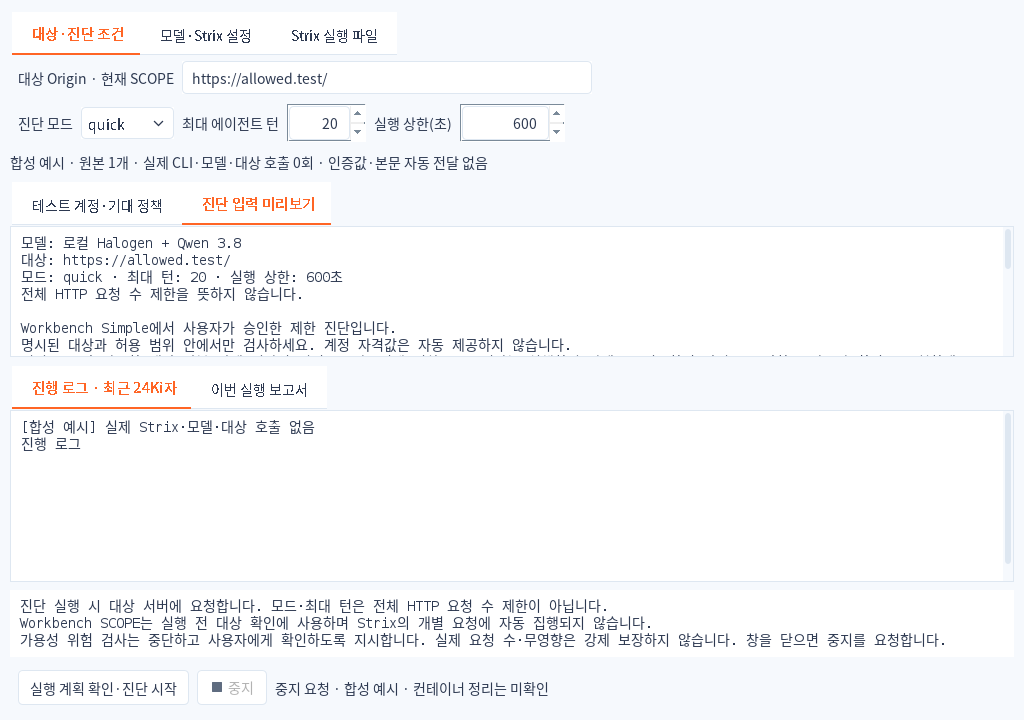 대상·진단 조건 모델·Strix 설정 Strix 실행 파일
대상 Origin · 현재 SCOPE https://allowed.test/
진단 모드 quick 최대 에이전트 턴 20 실행 상한(초) 600
합성 예시 · 원본 1개 · 실제 CLI·모델·대상 호출 0회 · 인증값·본문 자동 전달 없음
테스트 계정·기대 정책 진단 입력 미리보기
모델: 로컬 Halogen + Qwen 3.8
대상: https://allowed.test/
모드: quick · 최대 턴: 20 · 실행 상한: 600초
전체 HTTP 요청 수 제한을 뜻하지 않습니다.
Workbench Simple에서 사용자가 승인한 제한 진단입니다.
명시된 대상과 허용 범위 안에서만 검사하세요. 계정 자격값은 자동 제공하지 않습니다.
진행 로그 · 최근 24Ki자 이번 실행 보고서
[합성 예시] 실제 Strix·모델·대상 호출 없음
진행 로그
진단 실행 시 대상 서버에 요청합니다. 모드·최대 턴은 전체 HTTP 요청 수 제한이 아닙니다.
Workbench SCOPE는 실행 전 대상 확인에 사용하며 Strix의 개별 요청에 자동 집행되지 않습니다.
가용성 위험 검사는 중단하고 사용자에게 확인하도록 지시합니다. 실제 요청 수·무영향은 강제 보장하지 않습니다. 창을 닫으면 중지를 요청합니다.
실행 계획 확인·진단 시작 중지 중지 요청 · 합성 예시 · 컨테이너 정리는 미확인